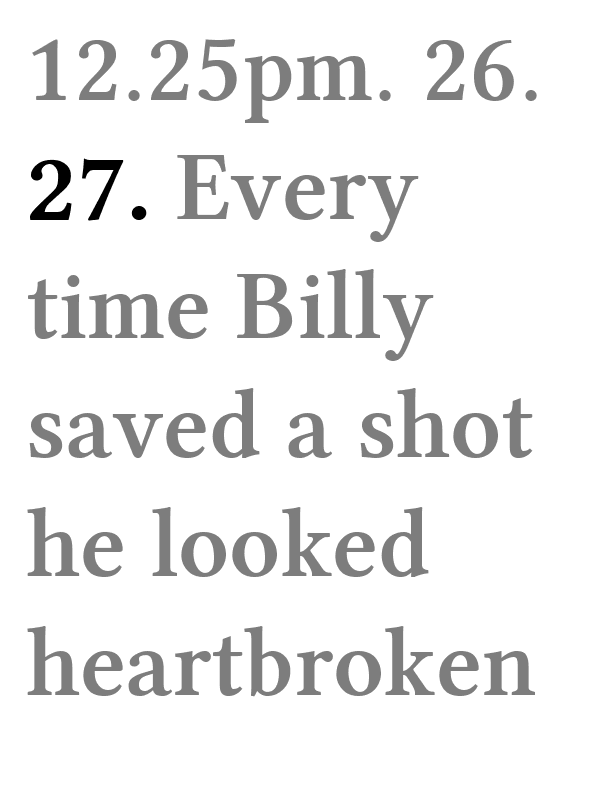 12.25pm. 26.
27. Every
time Billy
saved a shot
he looked
heartbroken